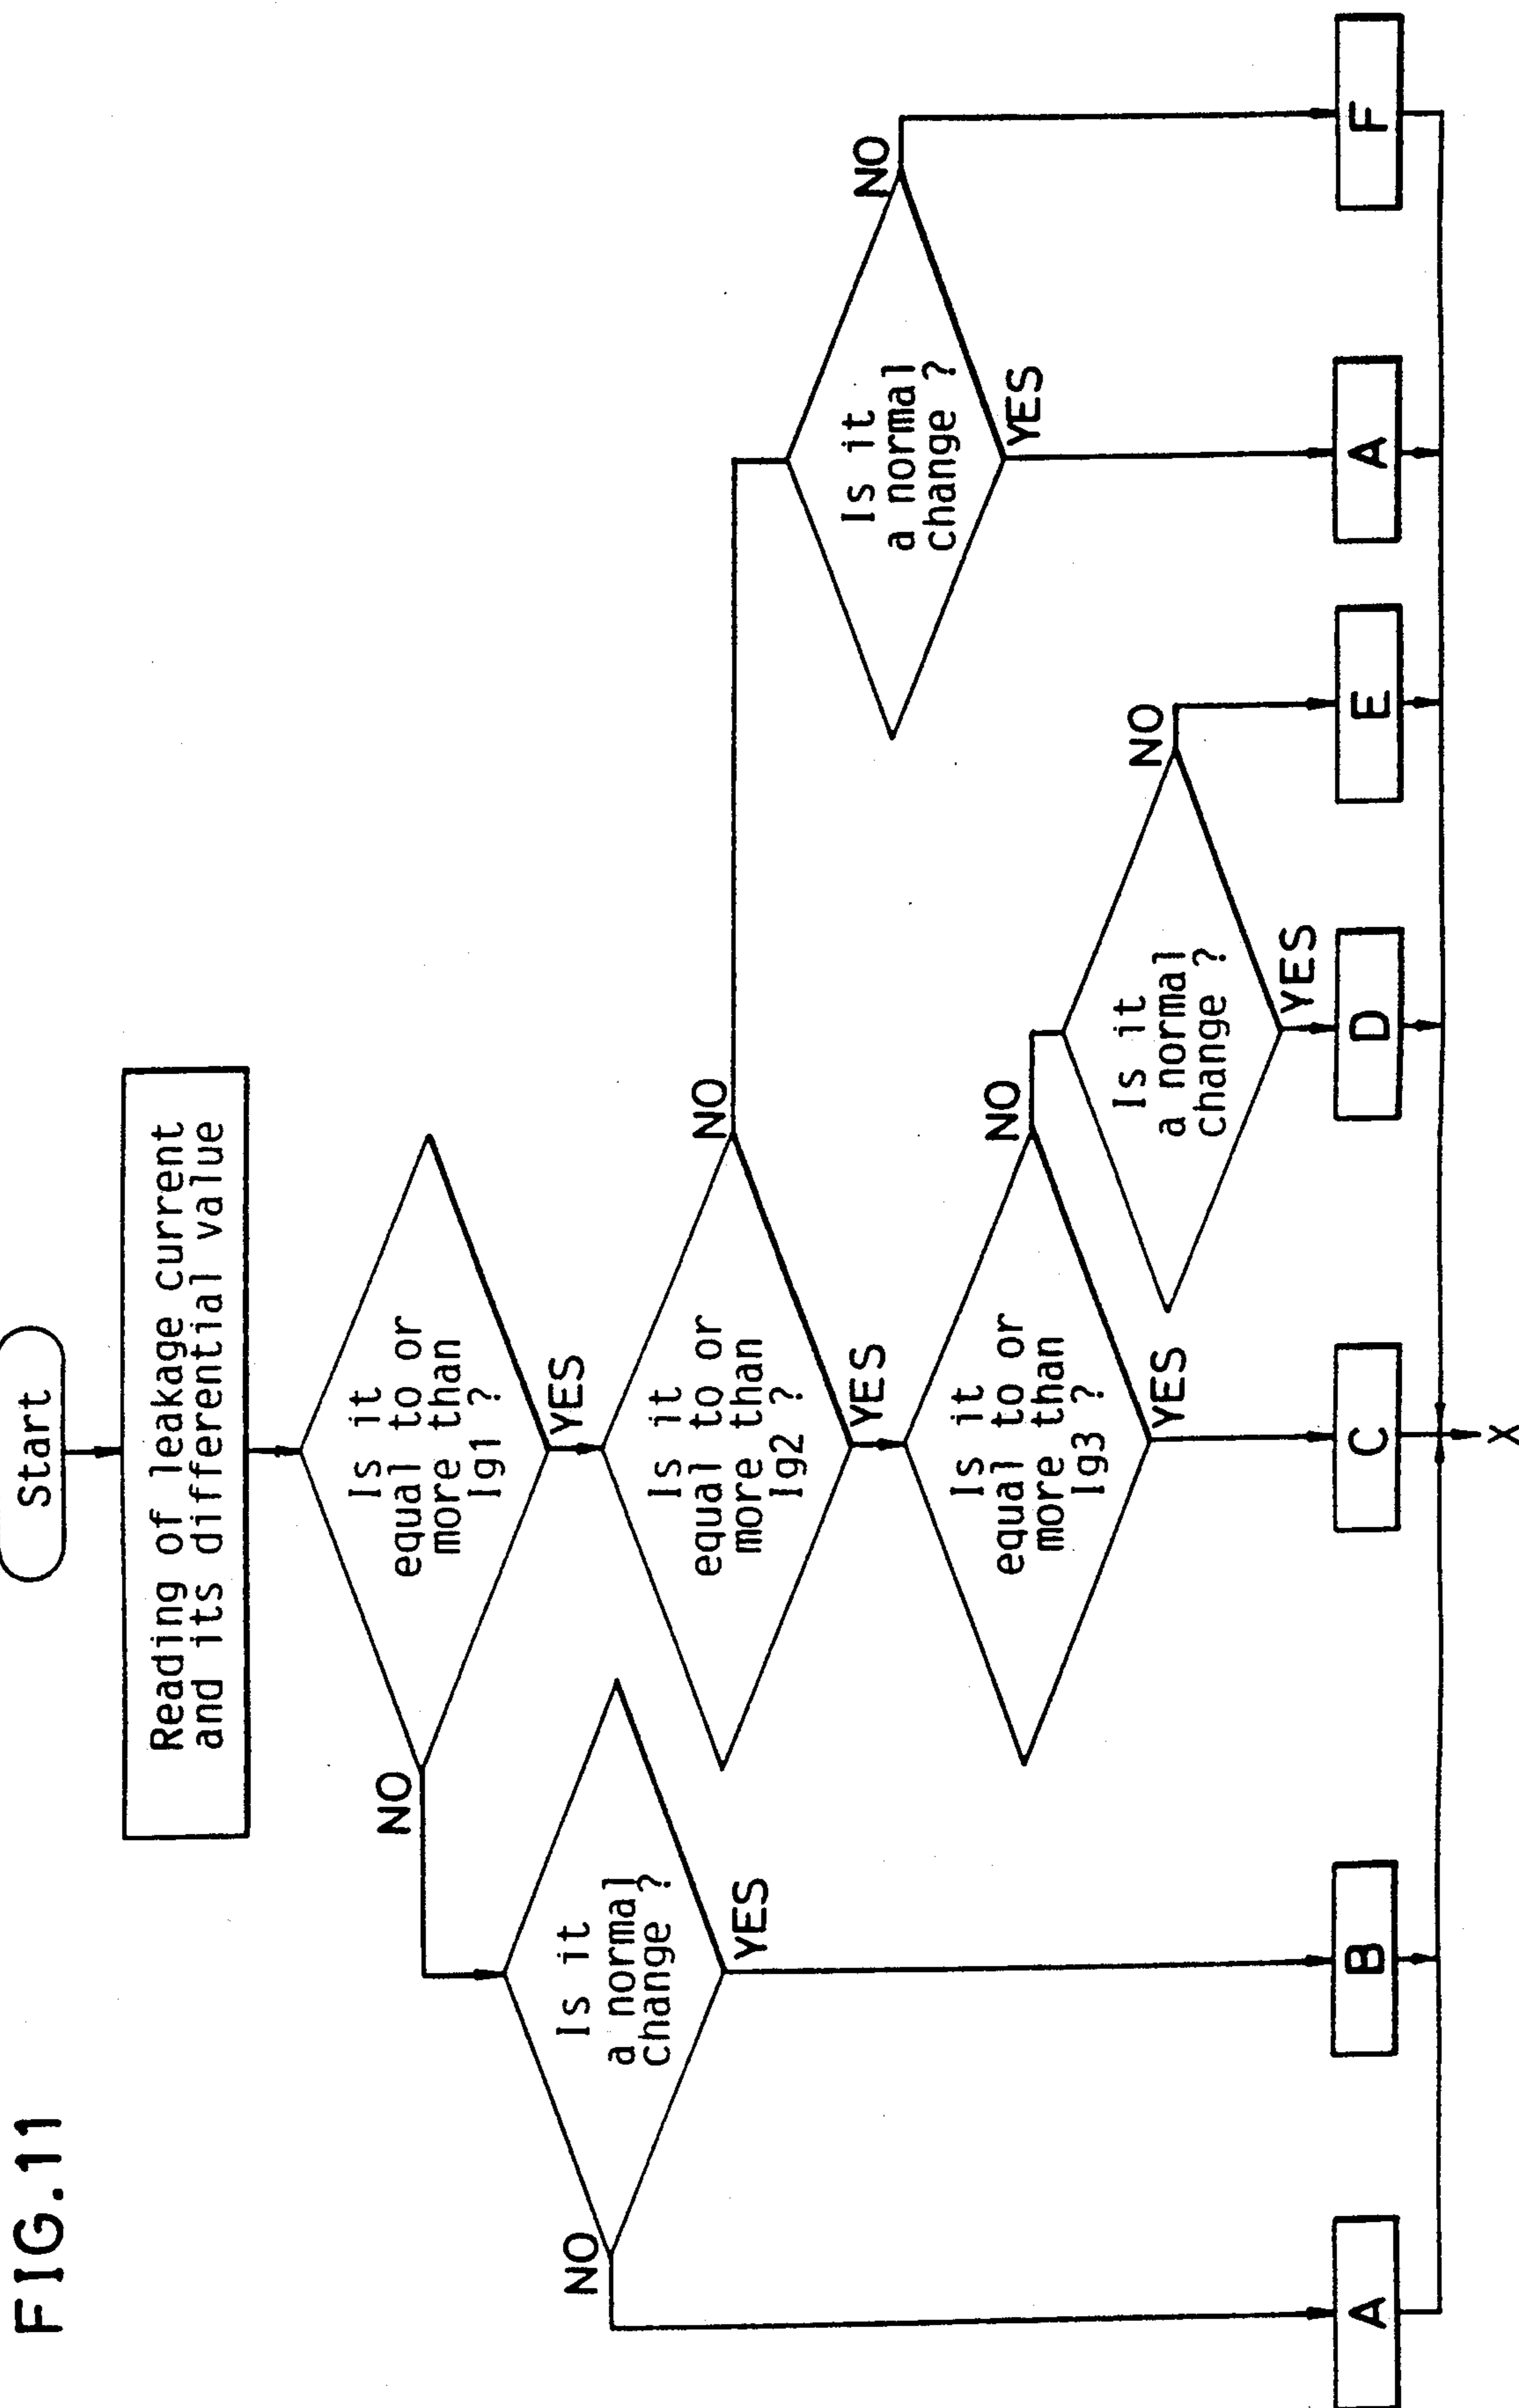 FIG.11
Start
Reading of leakage current
and its differential value
Is it
equal to or
more than
Ig1 ?
NO
YES
Is it
a normal
change ?
NO
YES
Is it
equal to or
more than
Ig2 ?
NO
YES
Is it
a normal
change ?
NO
YES
Is it
equal to or
more than
Ig3 ?
NO
YES
Is it
a normal
change ?
NO
YES
A
B
C
D
E
A
F
X